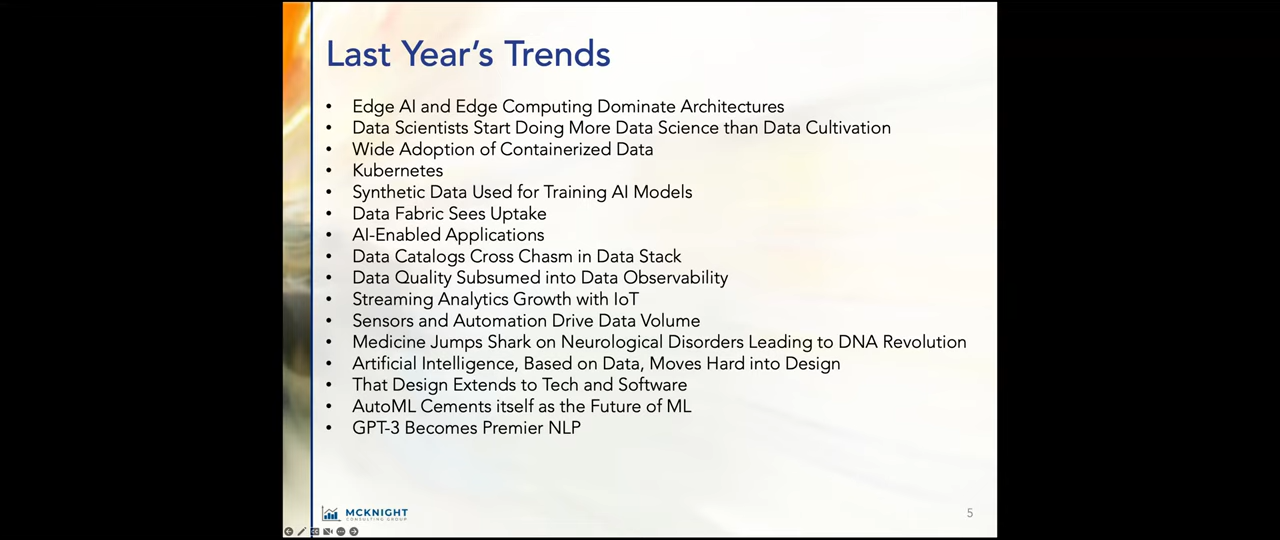 Last Year's Trends
• Edge AI and Edge Computing Dominate Architectures
• Data Scientists Start Doing More Data Science than Data Cultivation
• Wide Adoption of Containerized Data
• Kubernetes
• Synthetic Data Used for Training AI Models
• Data Fabric Sees Uptake
• AI-Enabled Applications
• Data Catalogs Cross Chasm in Data Stack
• Data Quality Subsumed into Data Observability
• Streaming Analytics Growth with IoT
• Sensors and Automation Drive Data Volume
• Medicine Jumps Shark on Neurological Disorders Leading to DNA Revolution
• Artificial Intelligence, Based on Data, Moves Hard into Design
• That Design Extends to Tech and Software
• AutoML Cements itself as the Future of ML
• GPT-3 Becomes Premier NLP
MCKNIGHT
CONSULTING GROUP
5